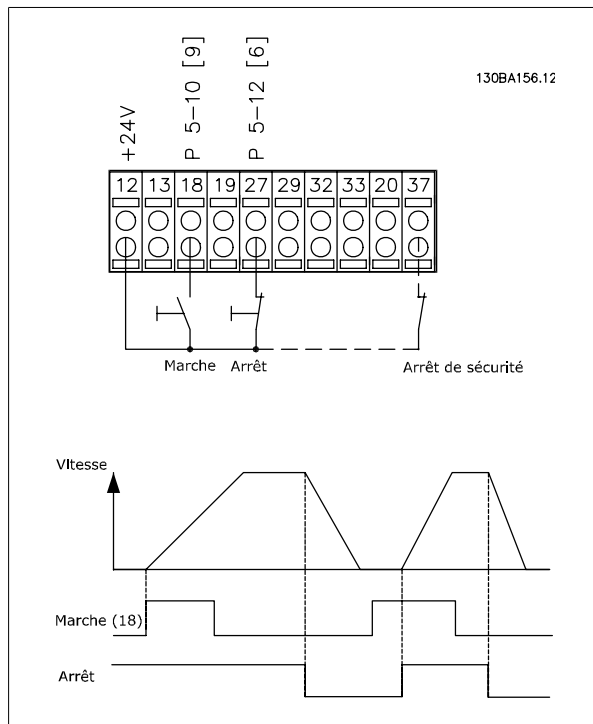 130BA156.12
+24V
P 5-10 [9]
P 5-12 [6]
12 13 18 19 27 29 32 33 20 37
Marche Arrêt Arrêt de sécurité
Vitesse
Marche (18)
Arrêt